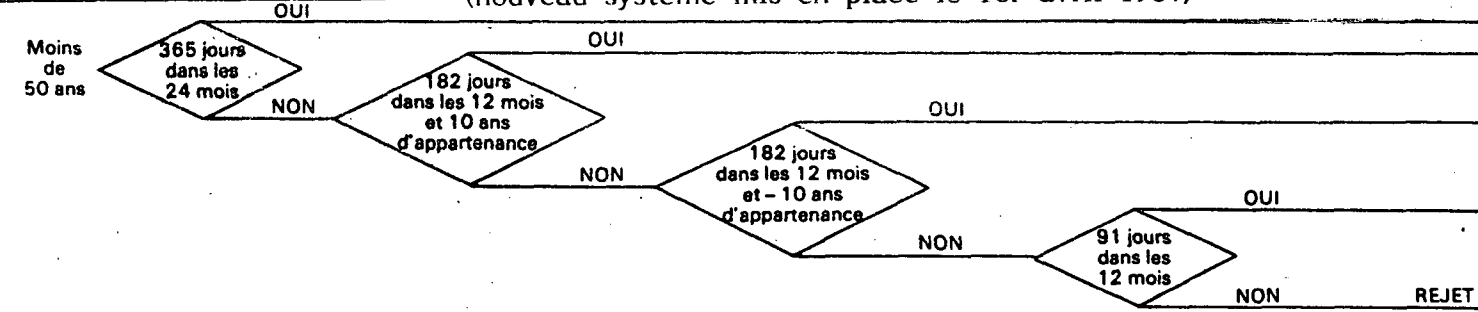 OUI
Moins
de
50 ans
365 jours
dans les
24 mois
NON
OUI
182 jours
dans les 12 mois
et 10 ans
d'appartenance
NON
OUI
182 jours
dans les 12 mois
et – 10 ans
d'appartenance
NON
OUI
91 jours
dans les
12 mois
NON
REJET